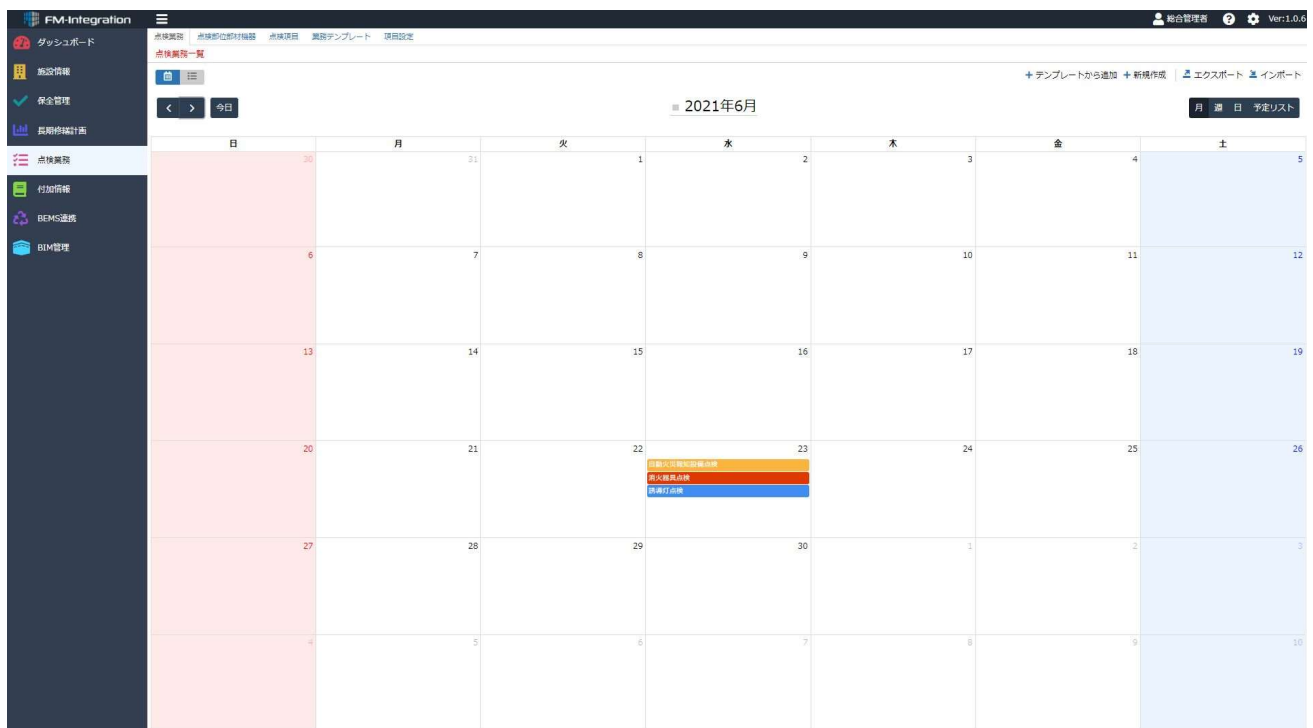 FM-Integration
総合管理者 Ver:1.0.6
ダッシュボード
施設情報
保全管理
長期修繕計画
点検業務
付加情報
BEMS連携
BIM管理
点検業務 点検部位部材機器 点検項目 業務テンプレート 項目設定
点検業務一覧
テンプレートから追加 新規作成 エクスポート インポート
< > 今日
2021年6月
月 週 日 予定リスト
日 月 火 水 木 金 土
30 31 1 2 3 4 5
6 7 8 9 10 11 12
13 14 15 16 17 18 19
20 21 22 23 24 25 26
自動火災報知設備点検
消火器具点検
誘導灯点検
27 28 29 30 1 2 3
4 5 6 7 8 9 10